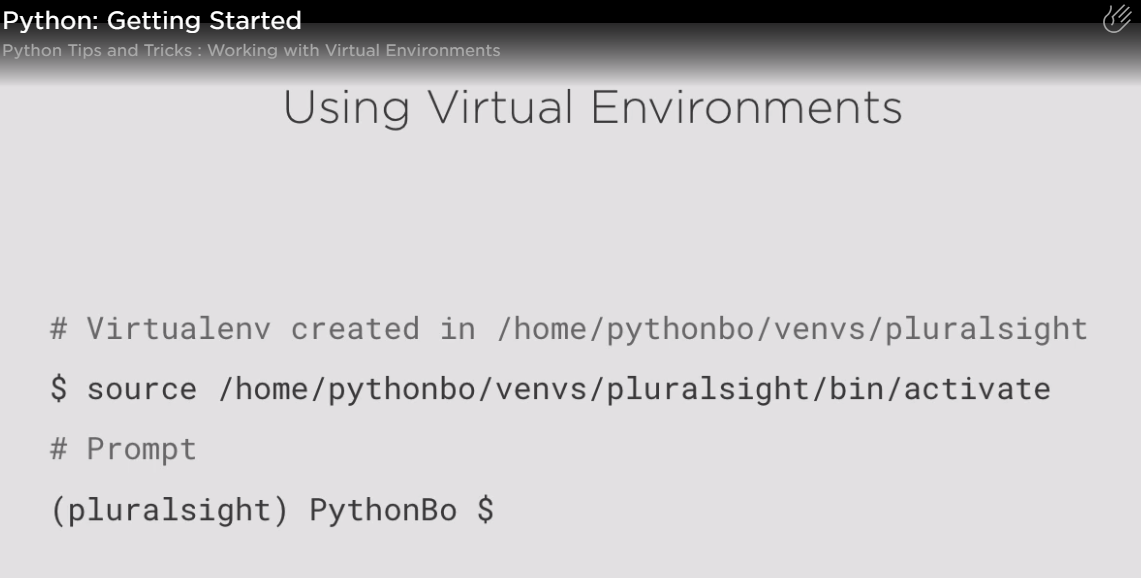 Python: Getting Started
Python Tips and Tricks : Working with Virtual Environments
Using Virtual Environments
# Virtualenv created in /home/pythonbo/venvs/pluralsight
$ source /home/pythonbo/venvs/pluralsight/bin/activate
# Prompt
(pluralsight) PythonBo $